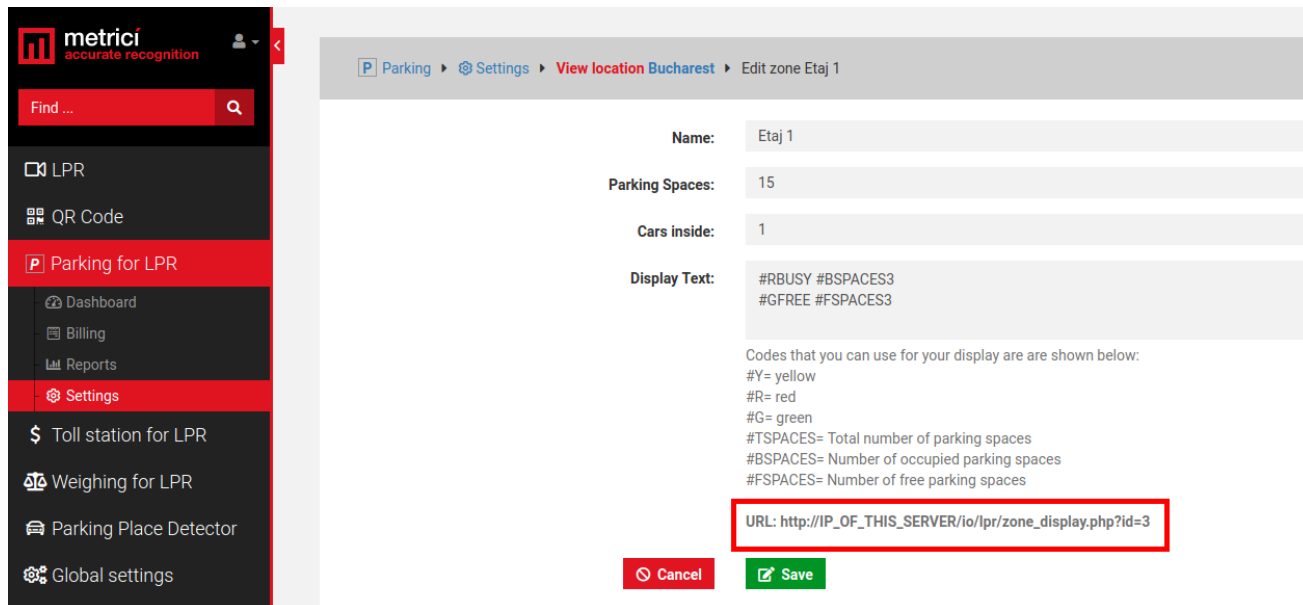 metrici
accurate recognition
Find ...
LPR
QR Code
P Parking for LPR
Dashboard
Billing
Reports
Settings
$ Toll station for LPR
Weighing for LPR
Parking Place Detector
Global settings
P Parking Settings View location Bucharest Edit zone Etaj 1
Name: Etaj 1
Parking Spaces: 15
Cars inside: 1
Display Text: #RBUSY #BSPACES3
#GFREE #FSPACES3
Codes that you can use for your display are are shown below:
#Y= yellow
#R= red
#G= green
#TSPACES= Total number of parking spaces
#BSPACES= Number of occupied parking spaces
#FSPACES= Number of free parking spaces
URL: http://IP_OF_THIS_SERVER/io/lpr/zone_display.php?id=3
Cancel Save